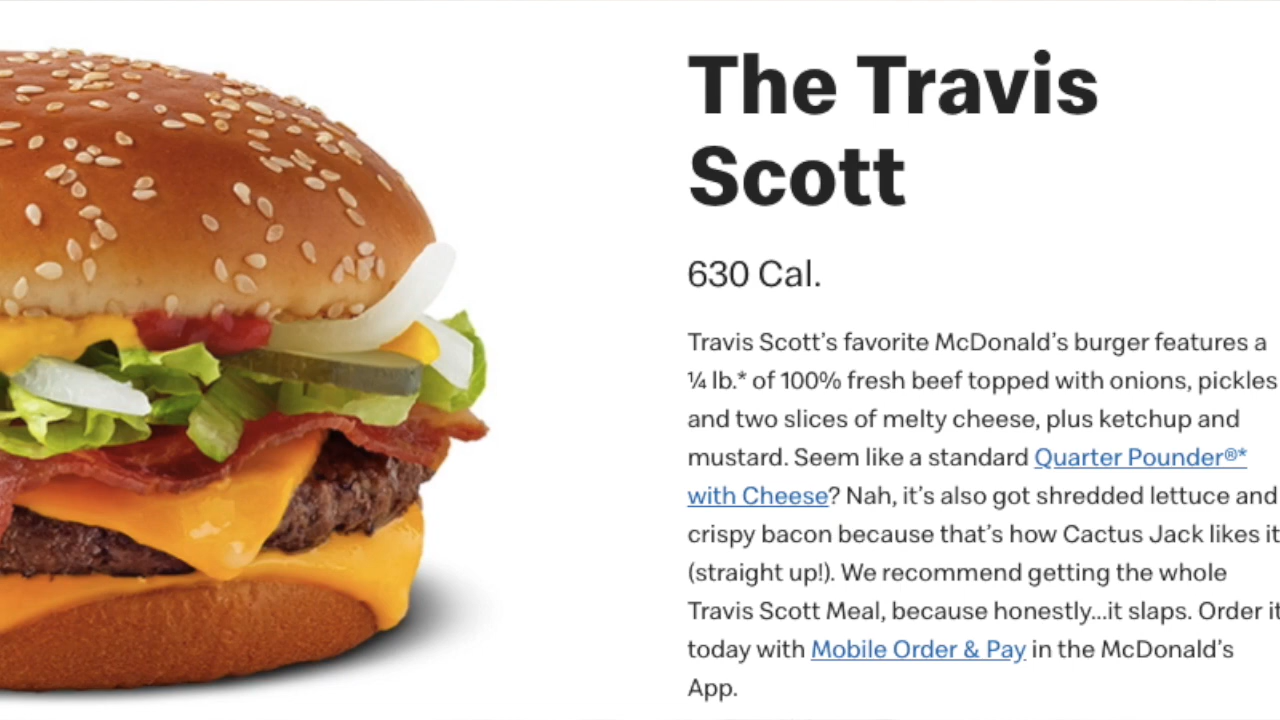 The Travis
Scott
630 Cal.
Travis Scott’s favorite McDonald’s burger features a
¼ lb.* of 100% fresh beef topped with onions, pickles
and two slices of melty cheese, plus ketchup and
mustard. Seem like a standard Quarter Pounder®*
with Cheese? Nah, it’s also got shredded lettuce and
crispy bacon because that’s how Cactus Jack likes it
(straight up!). We recommend getting the whole
Travis Scott Meal, because honestly...it slaps. Order it
today with Mobile Order & Pay in the McDonald’s
App.